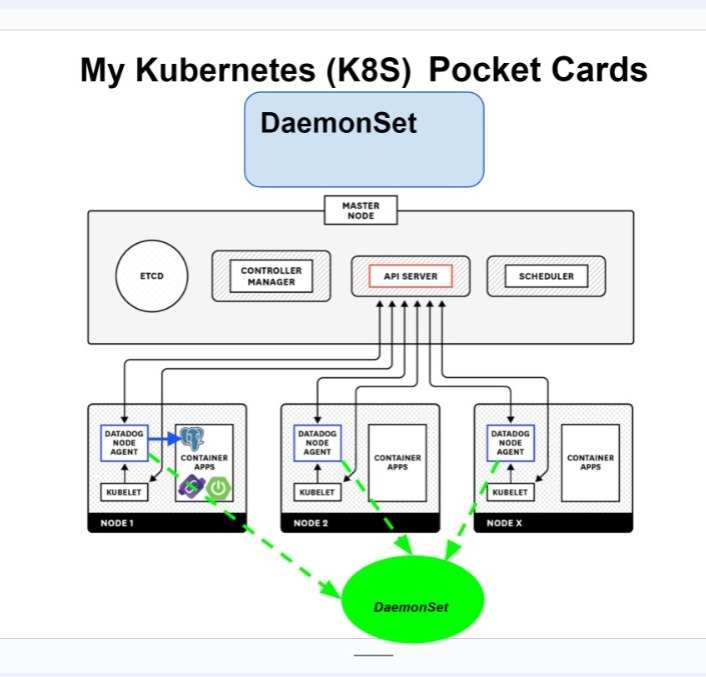 My Kubernetes (K8S) Pocket Cards
DaemonSet
MASTER
NODE
ETCD
CONTROLLER
MANAGER
API SERVER
SCHEDULER
DATADOG
NODE
AGENT
CONTAINER
APPS
KUBELET
NODE 1
DATADOG
NODE
AGENT
CONTAINER
APPS
KUBELET
NODE 2
DATADOG
NODE
AGENT
CONTAINER
APPS
KUBELET
NODE X
DaemonSet